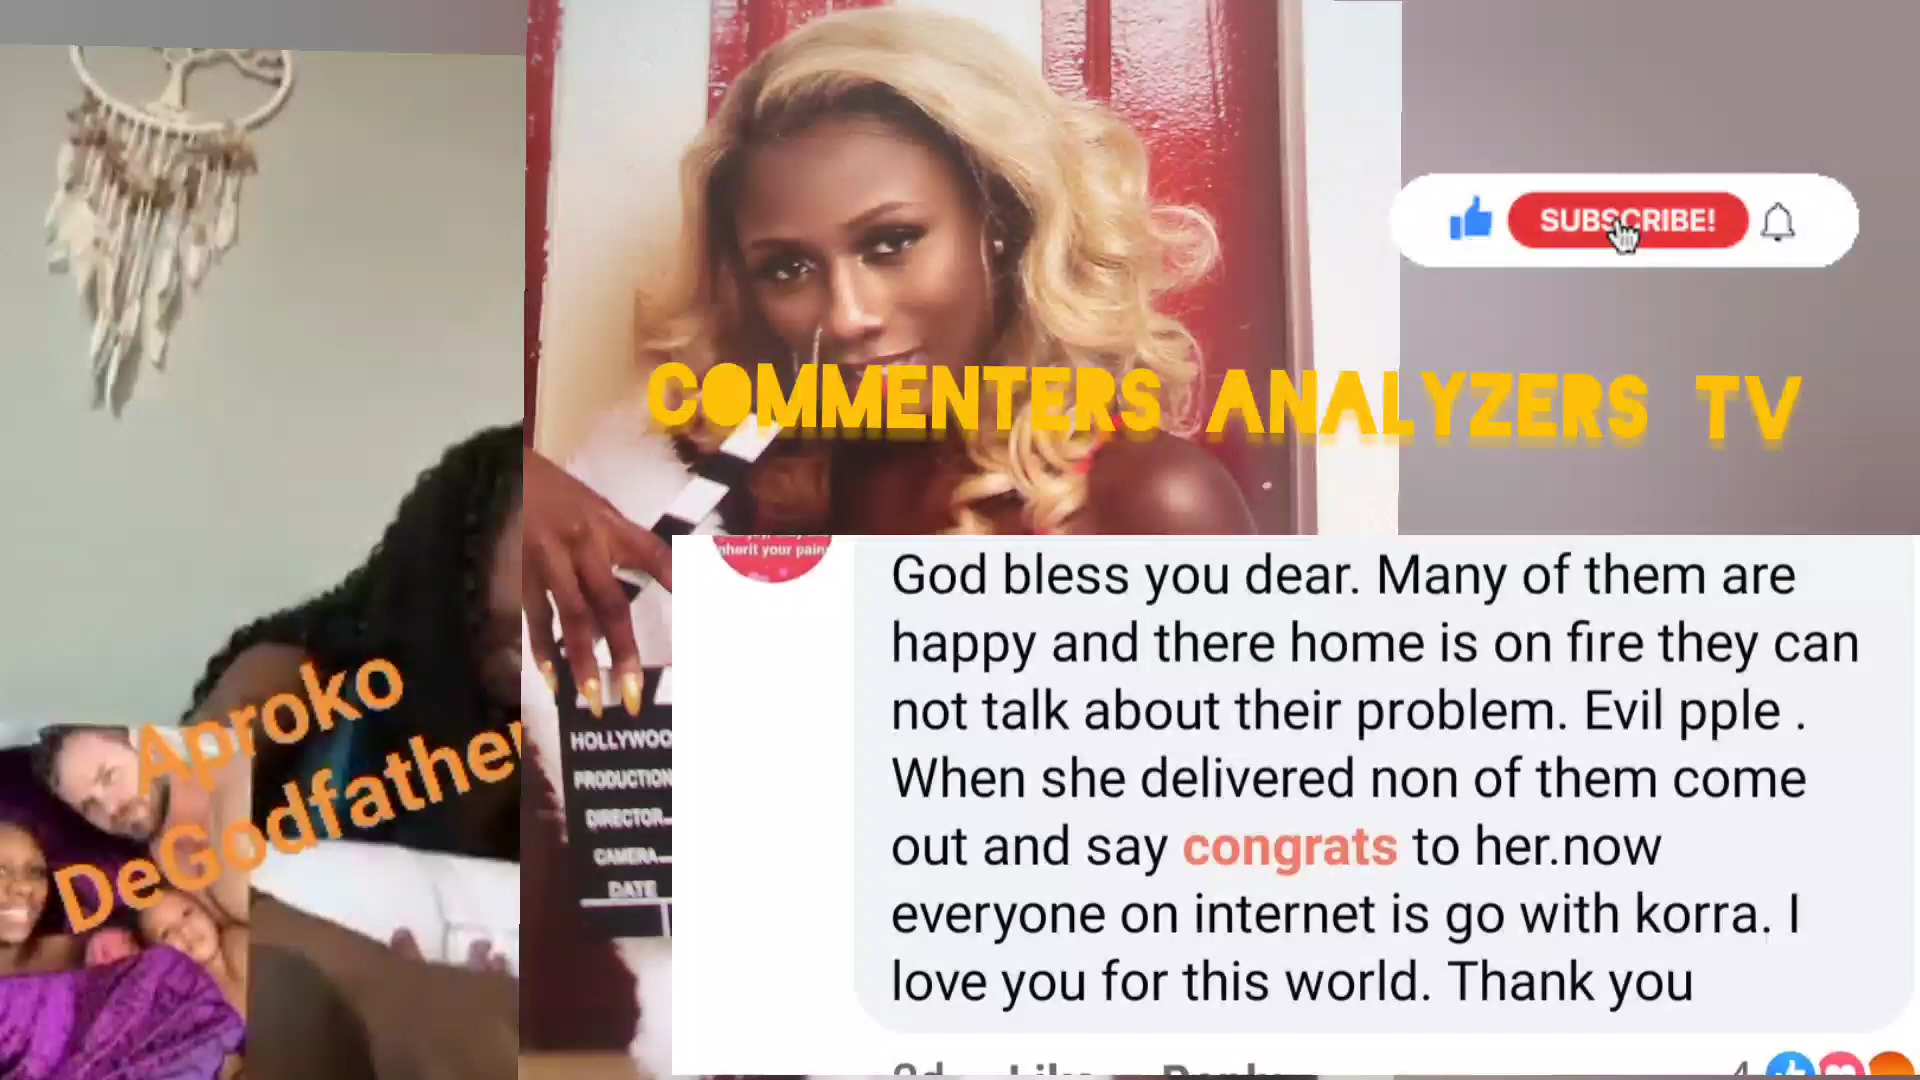 SUBSCRIBE!
COMMENTERS ANALYZERS TV
Aproko
DeGodfather
HOLLYWOO
PRODUCTION
DIRECTOR
CAMERA
DATE
nherit your pain
God bless you dear. Many of them are
happy and there home is on fire they can
not talk about their problem. Evil pple .
When she delivered non of them come
out and say congrats to her.now
everyone on internet is go with korra. I
love you for this world. Thank you